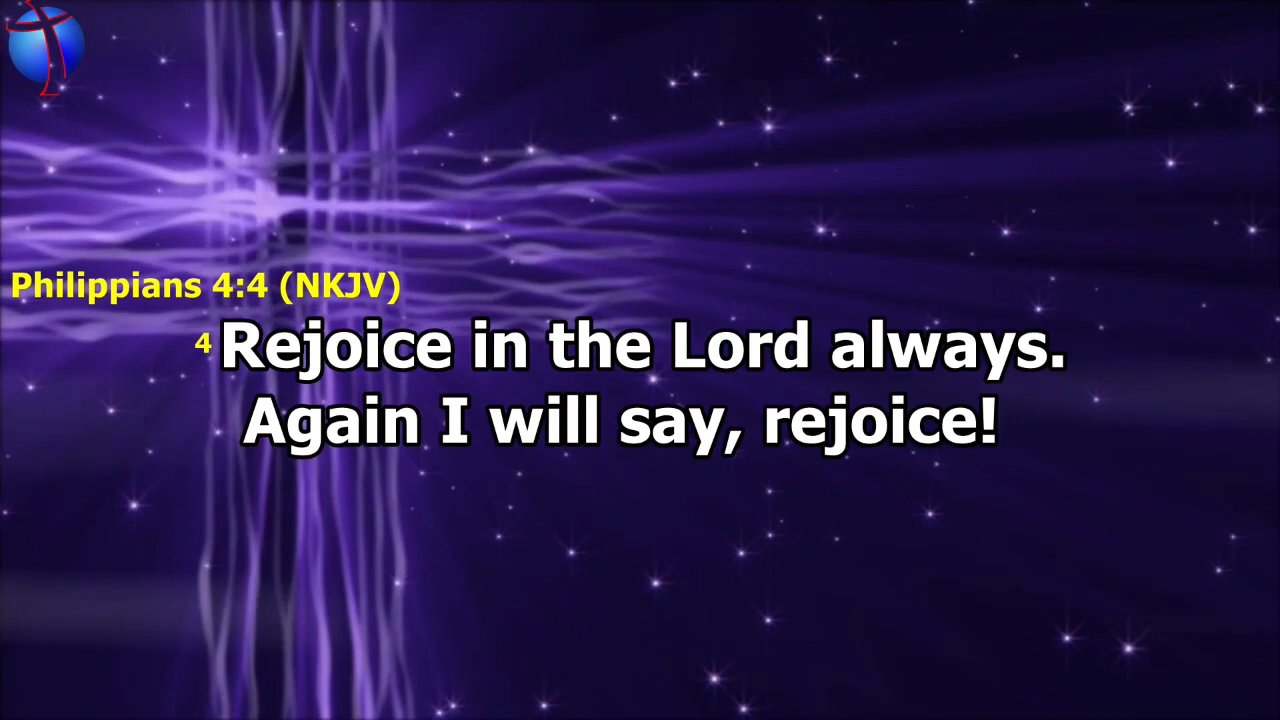 Philippians 4:4 (NKJV)
4 Rejoice in the Lord always.
Again I will say, rejoice!